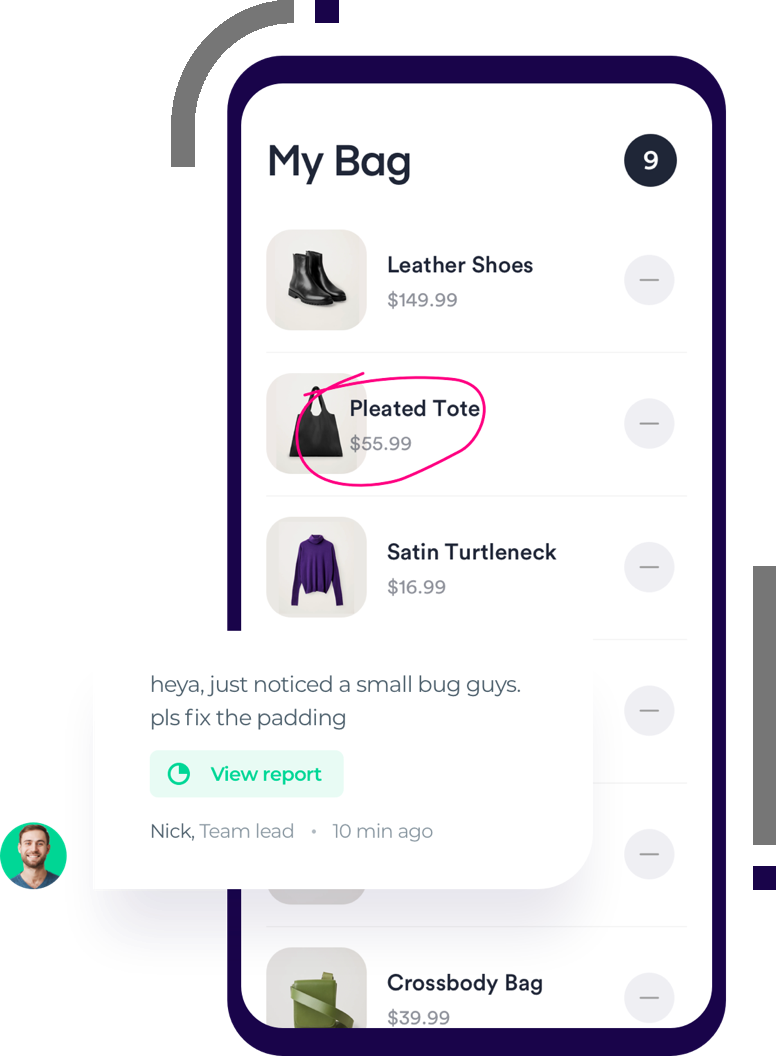 My Bag
9
Leather Shoes
$149.99
Pleated Tote
$55.99
Satin Turtleneck
$16.99
heya, just noticed a small bug guys.
pls fix the padding
View report
Nick, Team lead • 10 min ago
Crossbody Bag
$39.99